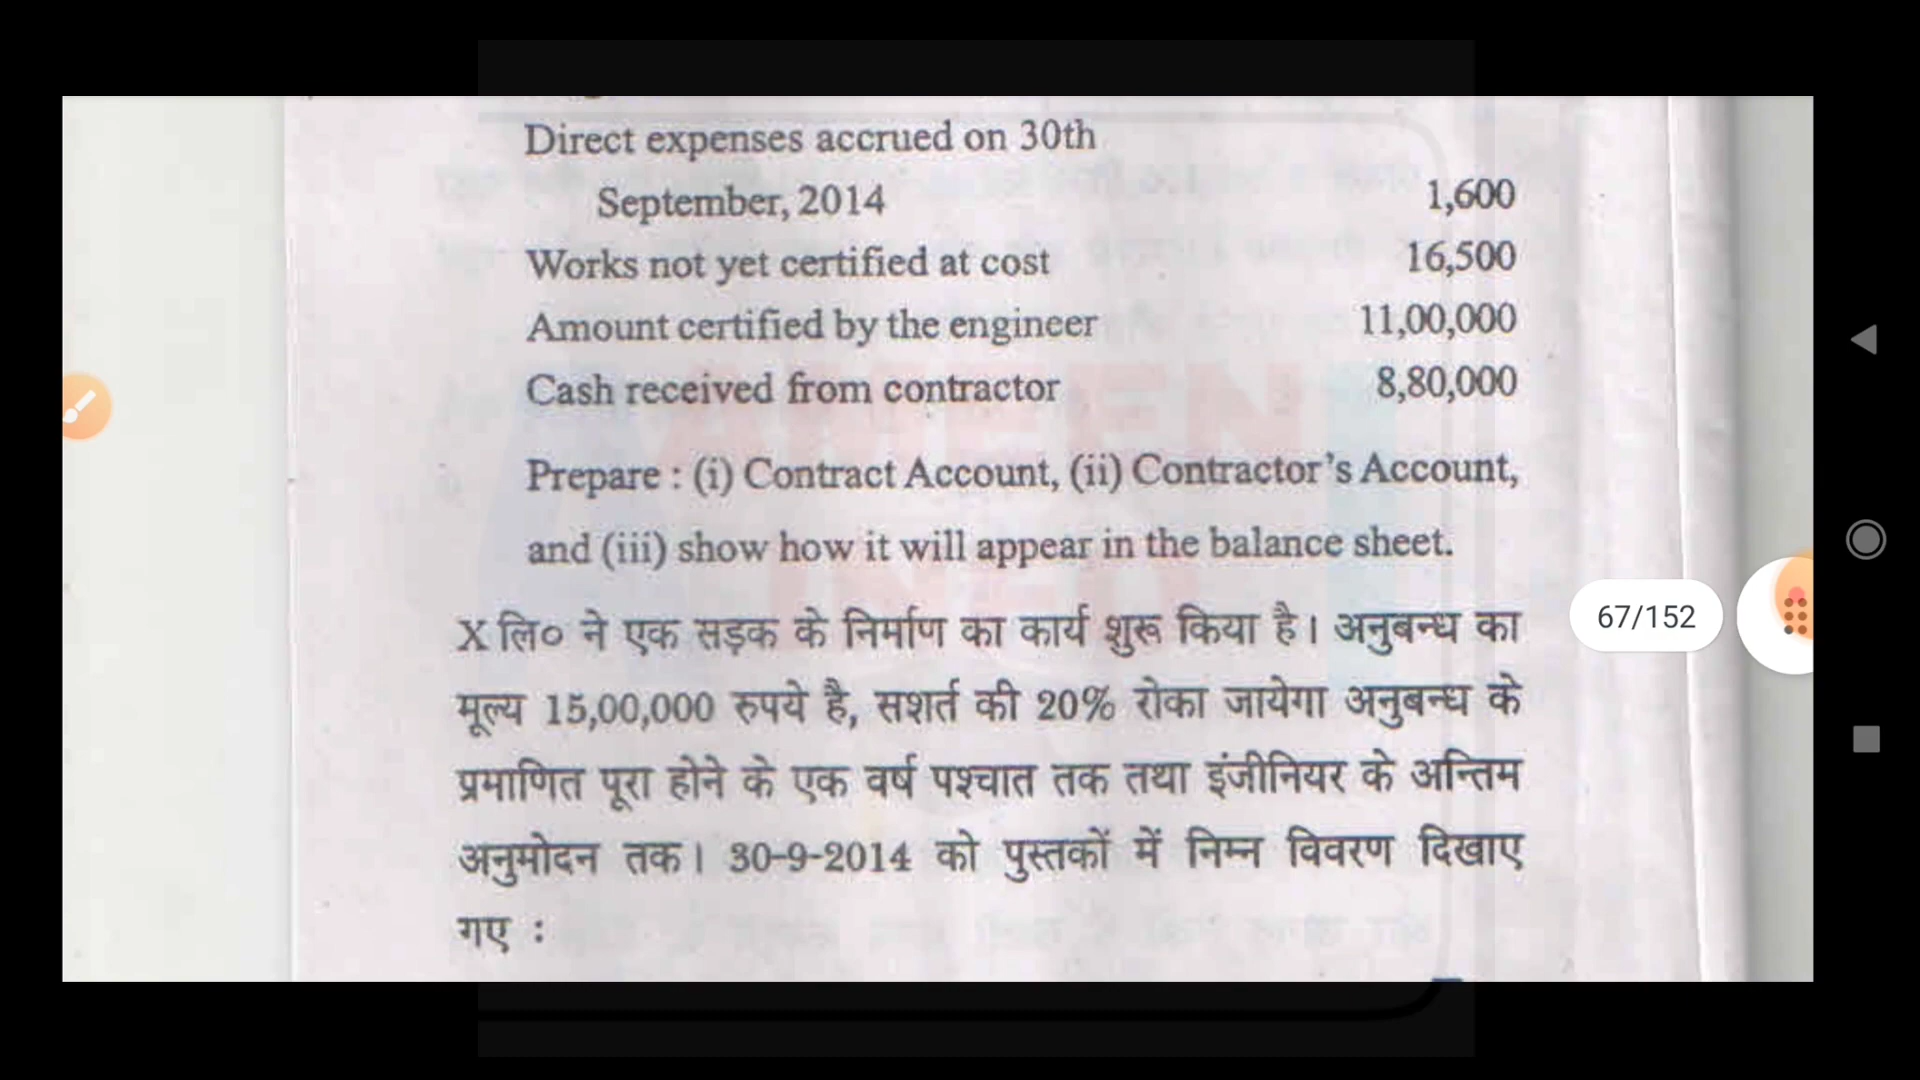 Direct expenses accrued on 30th
September, 2014 1,600
Works not yet certified at cost 16,500
Amount certified by the engineer 11,00,000
Cash received from contractor 8,80,000
Prepare : (i) Contract Account, (ii) Contractor's Account,
and (iii) show how it will appear in the balance sheet.
X लि० ने एक सड़क के निर्माण का कार्य शुरू किया है। अनुबन्ध का
मूल्य 15,00,000 रुपये है, सशर्त की 20% रोका जायेगा अनुबन्ध के
67/152
प्रमाणित पूरा होने के एक वर्ष पश्चात तक तथा इंजीनियर के अन्तिम
अनुमोदन तक। 30-9-2014 को पुस्तकों में निम्न विवरण दिखाए
गए :